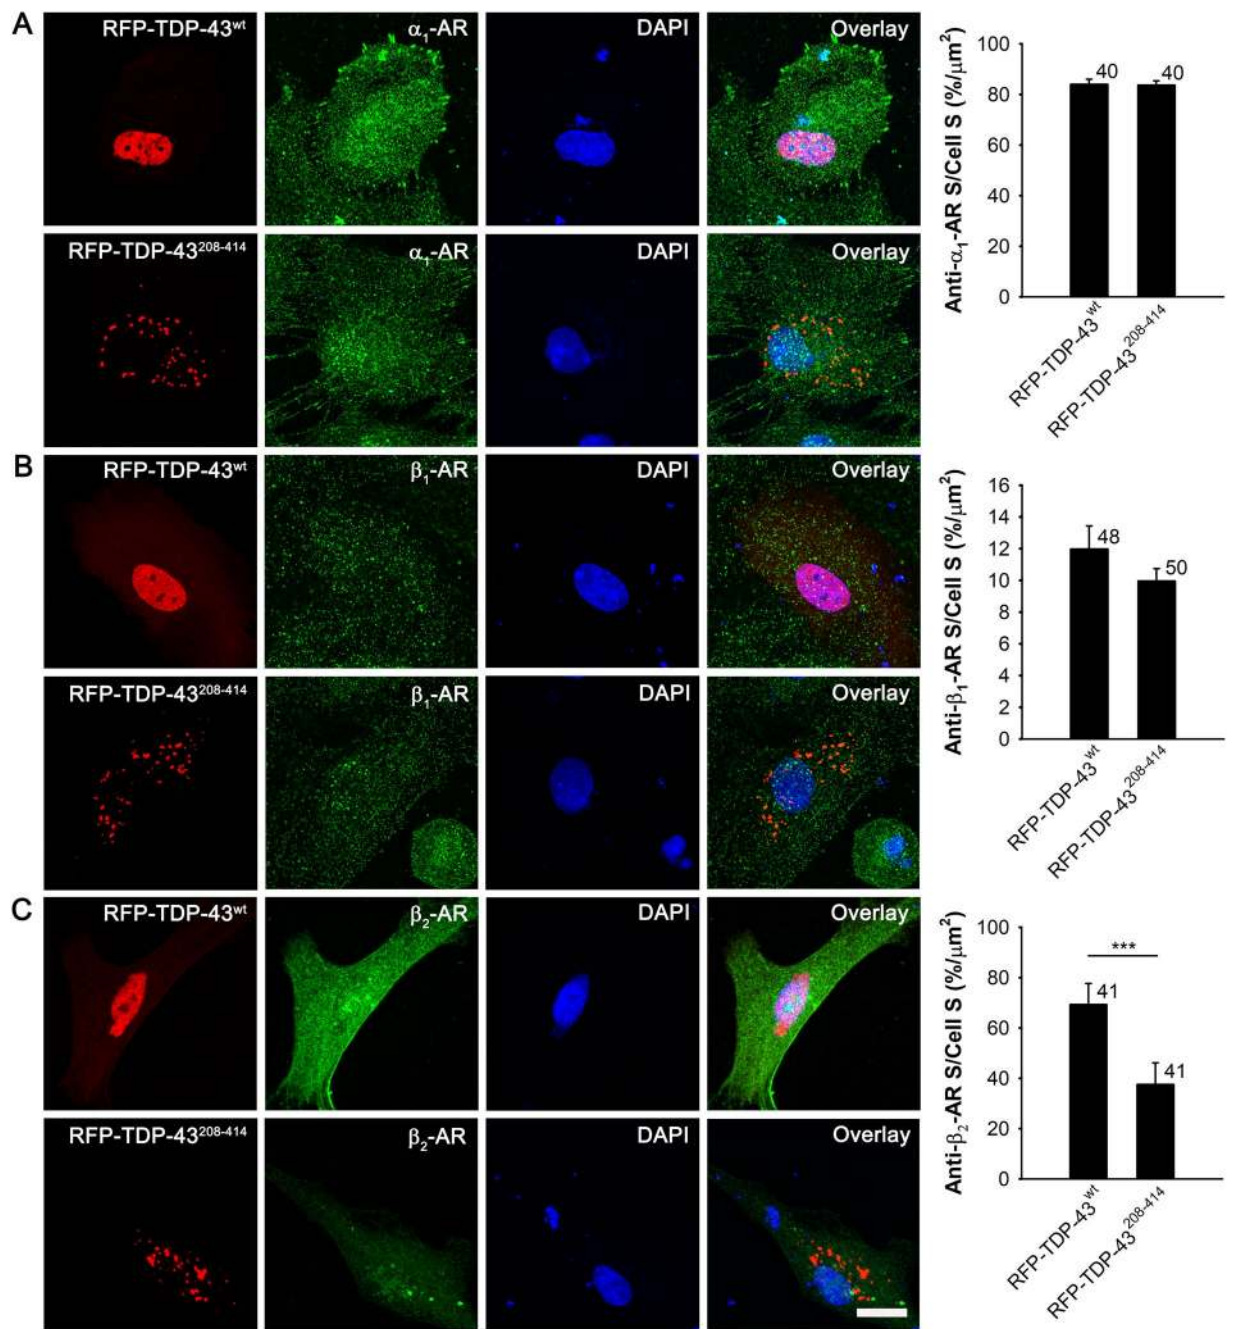 A
RFP-TDP-43ʷᵗ α₁-AR DAPI Overlay
RFP-TDP-43²⁰⁸⁻⁴¹⁴ α₁-AR DAPI Overlay
Anti-α₁-AR S/Cell S (%/μm²)
100
80
60
40
20
0
40 40
RFP-TDP-43ʷᵗ
RFP-TDP-43²⁰⁸⁻⁴¹⁴
B
RFP-TDP-43ʷᵗ β₁-AR DAPI Overlay
RFP-TDP-43²⁰⁸⁻⁴¹⁴ β₁-AR DAPI Overlay
Anti-β₁-AR S/Cell S (%/μm²)
16
14
12
10
8
6
4
2
0
48 50
RFP-TDP-43ʷᵗ
RFP-TDP-43²⁰⁸⁻⁴¹⁴
C
RFP-TDP-43ʷᵗ β₂-AR DAPI Overlay
RFP-TDP-43²⁰⁸⁻⁴¹⁴ β₂-AR DAPI Overlay
Anti-β₂-AR S/Cell S (%/μm²)
100
80
60
40
20
0
***
41 41
RFP-TDP-43ʷᵗ
RFP-TDP-43²⁰⁸⁻⁴¹⁴